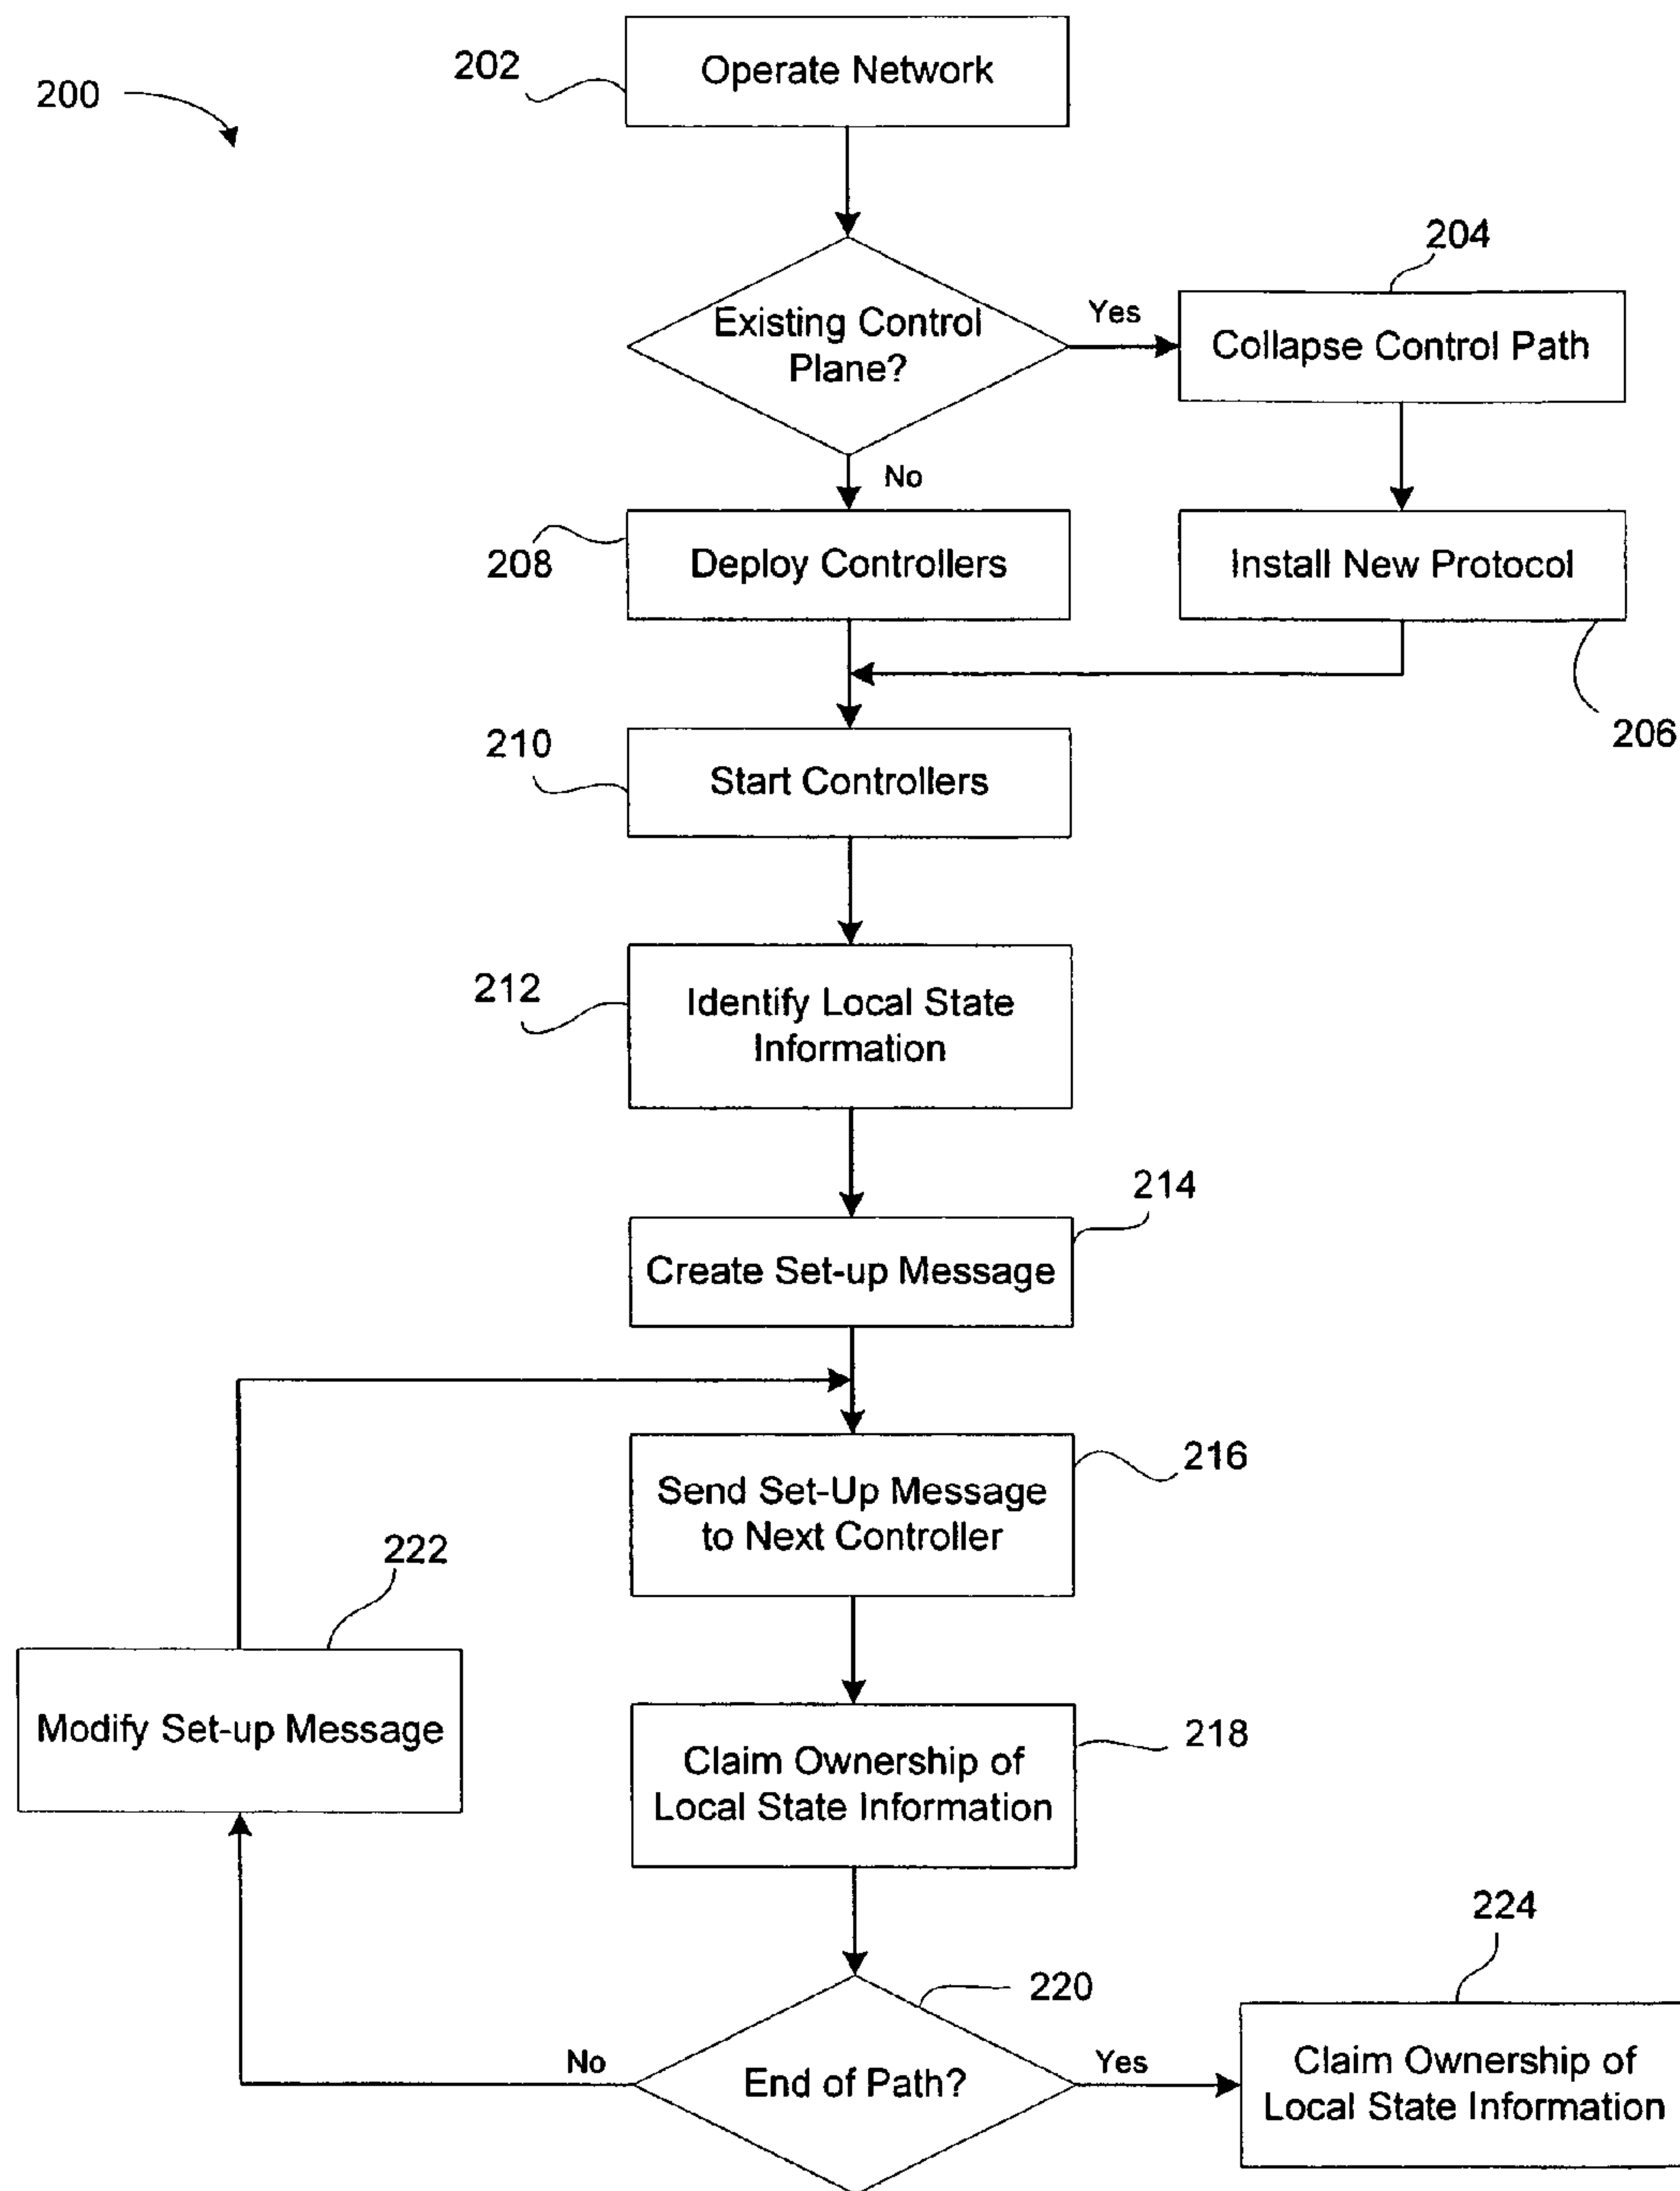 200
202
Operate Network
Existing Control
Plane?
Yes
204
Collapse Control Path
No
208
Deploy Controllers
Install New Protocol
206
210
Start Controllers
212
Identify Local State
Information
214
Create Set-up Message
216
Send Set-Up Message
to Next Controller
222
Modify Set-up Message
218
Claim Ownership of
Local State Information
220
End of Path?
No
Yes
224
Claim Ownership of
Local State Information